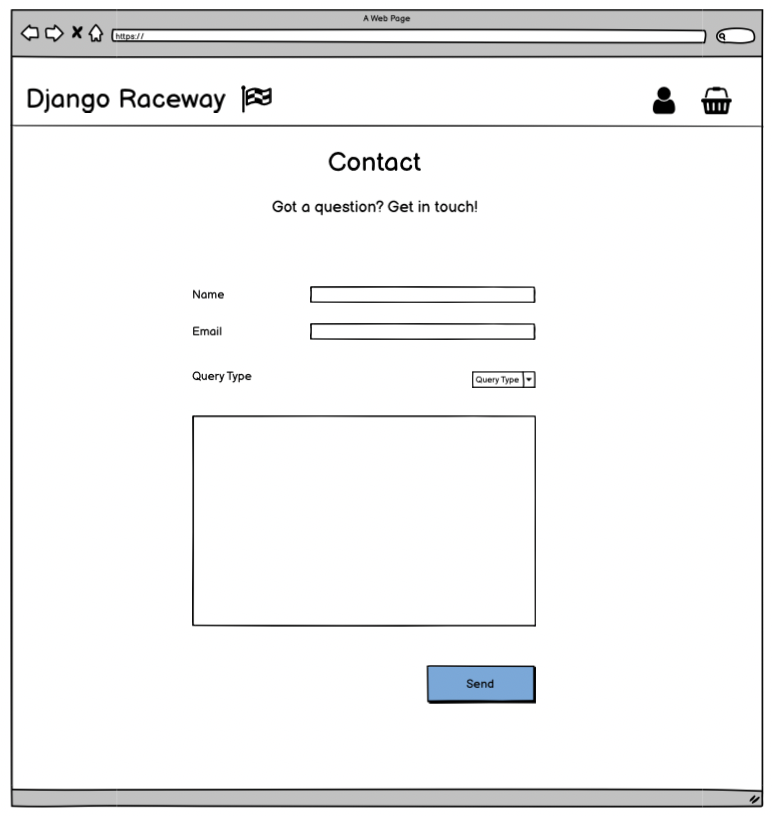 A Web Page
https://
Django Raceway
Contact
Got a question? Get in touch!
Name
Email
Query Type
Query Type
Send